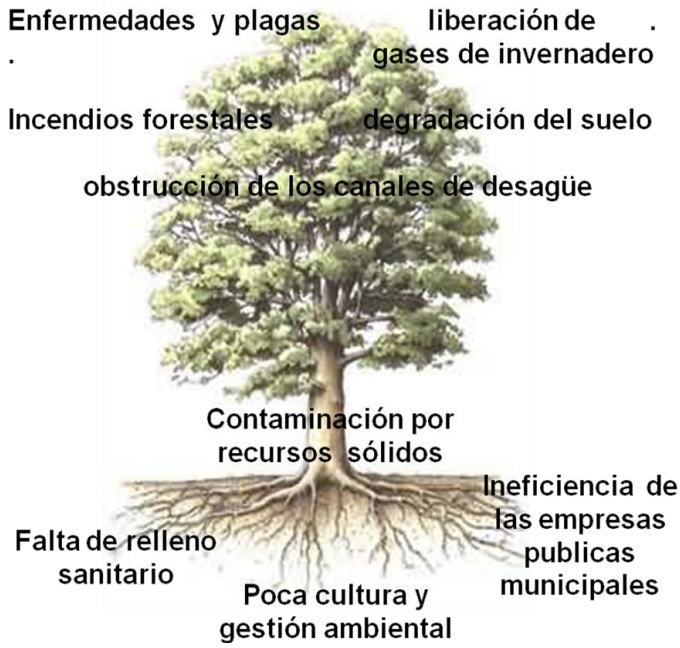 Enfermedades y plagas
liberación de .
. gases de invernadero
Incendios forestales
degradación del suelo
obstrucción de los canales de desagüe
Contaminación por
recursos sólidos
Ineficiencia de
las empresas
publicas
municipales
Falta de relleno
sanitario
Poca cultura y
gestión ambiental